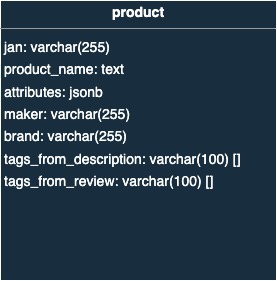 product
jan: varchar(255)
product_name: text
attributes: jsonb
maker: varchar(255)
brand: varchar(255)
tags_from_description: varchar(100) []
tags_from_review: varchar(100) []